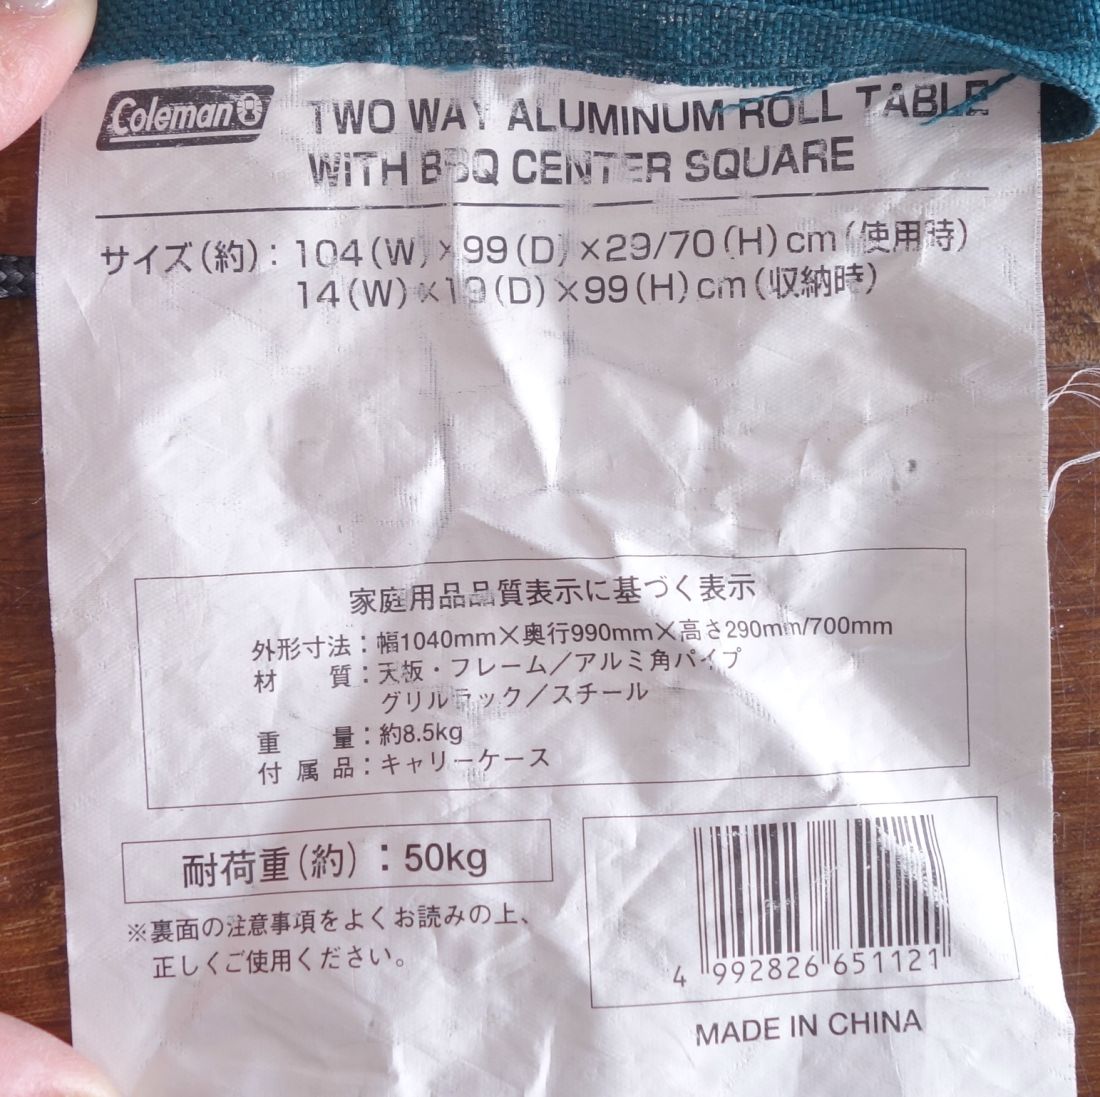 Coleman
TWO WAY ALUMINUM ROLL TABLE
WITH BBQ CENTER SQUARE
サイズ(約):104(W)×99(D)×29/70(H)cm(使用時)
14(W)×19(D)×99(H)cm(収納時)
家庭用品品質表示に基づく表示
外形寸法:幅1040mm×奥行990mm×高さ290mm/700mm
材 質:天板・フレーム/アルミ角パイプ
グリルラック/スチール
重 量:約8.5kg
付属品:キャリーケース
耐荷重(約):50kg
※裏面の注意事項をよくお読みの上、
正しくご使用ください。
4 992826 651121
MADE IN CHINA